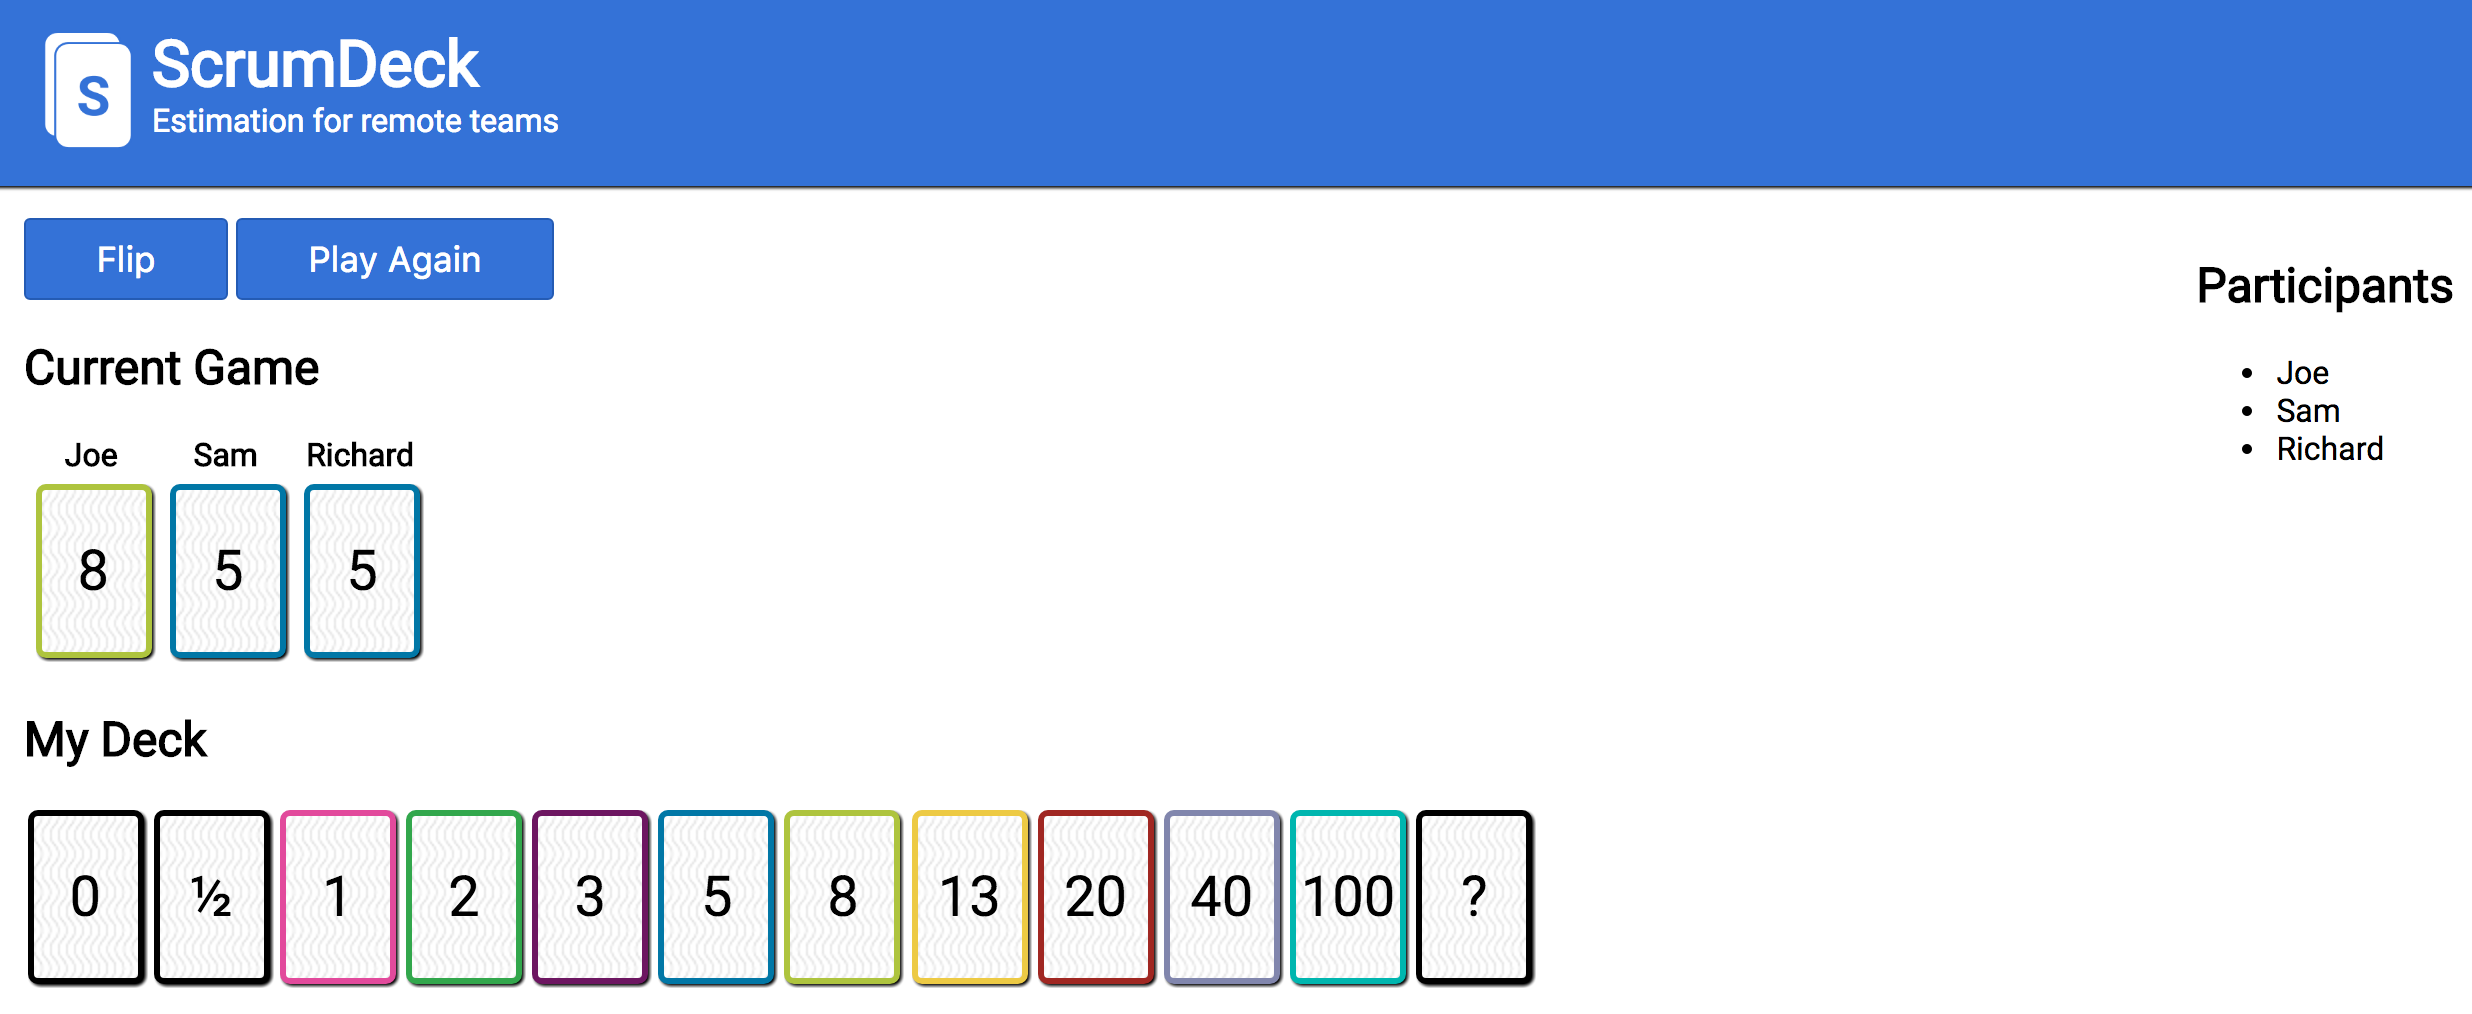 S
ScrumDeck
Estimation for remote teams
Flip
Play Again
Participants
• Joe
• Sam
• Richard
Current Game
Joe Sam Richard
8 5 5
My Deck
0 ½ 1 2 3 5 8 13 20 40 100 ?